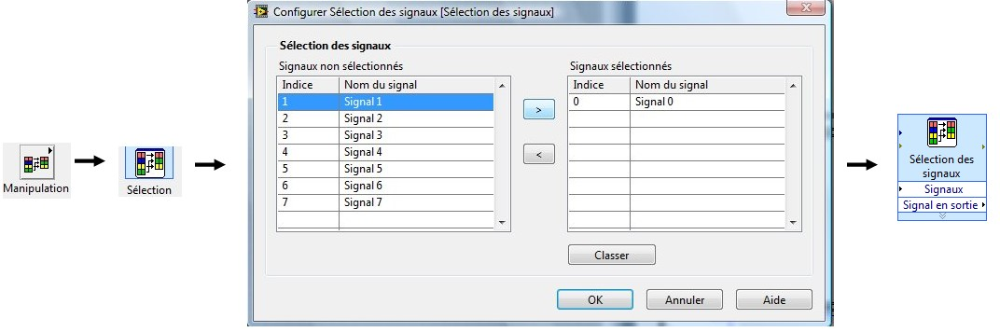 Manipulation
Sélection
Configurer Sélection des signaux [Sélection des signaux]
Sélection des signaux
Signaux non sélectionnés
Indice Nom du signal
1 Signal 1
2 Signal 2
3 Signal 3
4 Signal 4
5 Signal 5
6 Signal 6
7 Signal 7
>
<
Signaux sélectionnés
Indice Nom du signal
0 Signal 0
Classer
OK Annuler Aide
Sélection des
signaux
Signaux
Signal en sortie